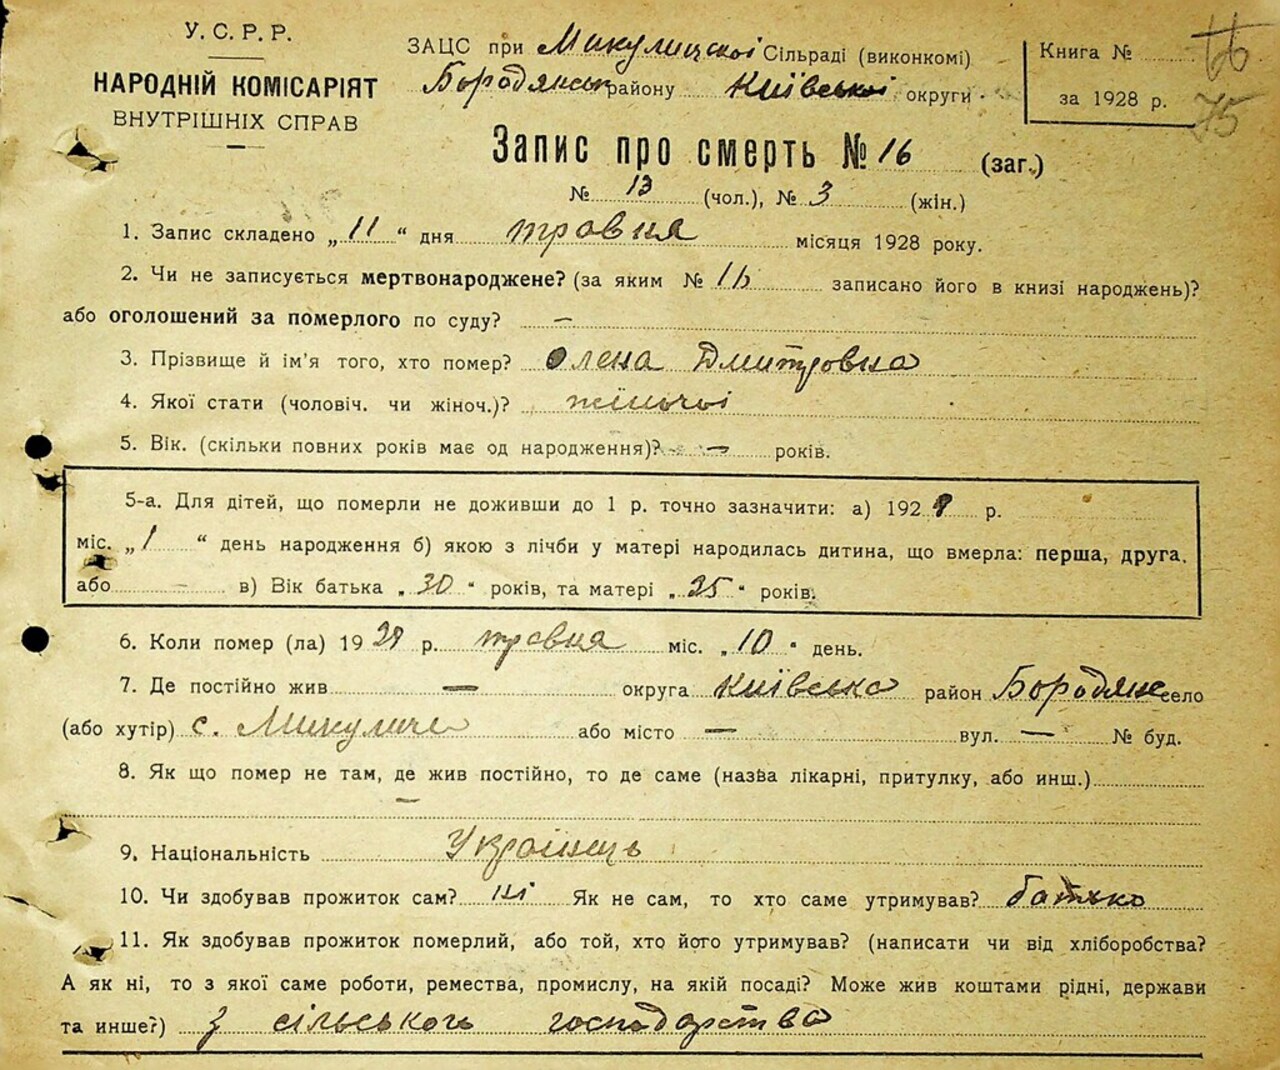 У. С. Р. Р.
НАРОДНІЙ КОМІСАРІЯТ
ВНУТРІШНІХ СПРАВ
ЗАЦС при Микулицкої Сільраді (виконкомі)
Бородянськ району Київської округи
Книга № 76
за 1928 р. 75
Запис про смерть № 16 (заг.)
№ 13 (чол.), № 3 (жін.)
1. Запис складено „ 11 “ дня травня місяця 1928 року.
2. Чи не записується мертвонароджене? (за яким № 16 записано його в книзі народжень)?
або оголошений за померлого по суду? —
3. Прізвище й ім'я того, хто помер? Олена Дмитровна
4. Якої стати (чоловіч. чи жіноч.)? жіночої
5. Вік. (скільки повних років має од народження)? — років.
5-а. Для дітей, що померли не доживши до 1 р. точно зазначити: а) 1928 р.
міс. „ 1 “ день народження б) якою з лічби у матері народилась дитина, що вмерла: перша, друга,
або — в) Вік батька „ 30 “ років, та матері „ 25 “ років.
6. Коли помер (ла) 1928 р. травня міс. „ 10 “ день.
7. Де постійно жив — округа Київська район Бородянс село
(або хутір) с. Микуличи або місто — вул. — № буд.
8. Як що помер не там, де жив постійно, то де саме (назва лікарні, притулку, або инш.)
—
9. Національність Українець
10. Чи здобував прожиток сам? ні Як не сам, то хто саме утримував? батько
11. Як здобував прожиток померлий, або той, хто його утримував? (написати чи від хліборобства?
А як ні, то з якої саме роботи, ремества, промислу, на якій посаді? Може жив коштами рідні, держави
та инше?) з сільського господарства